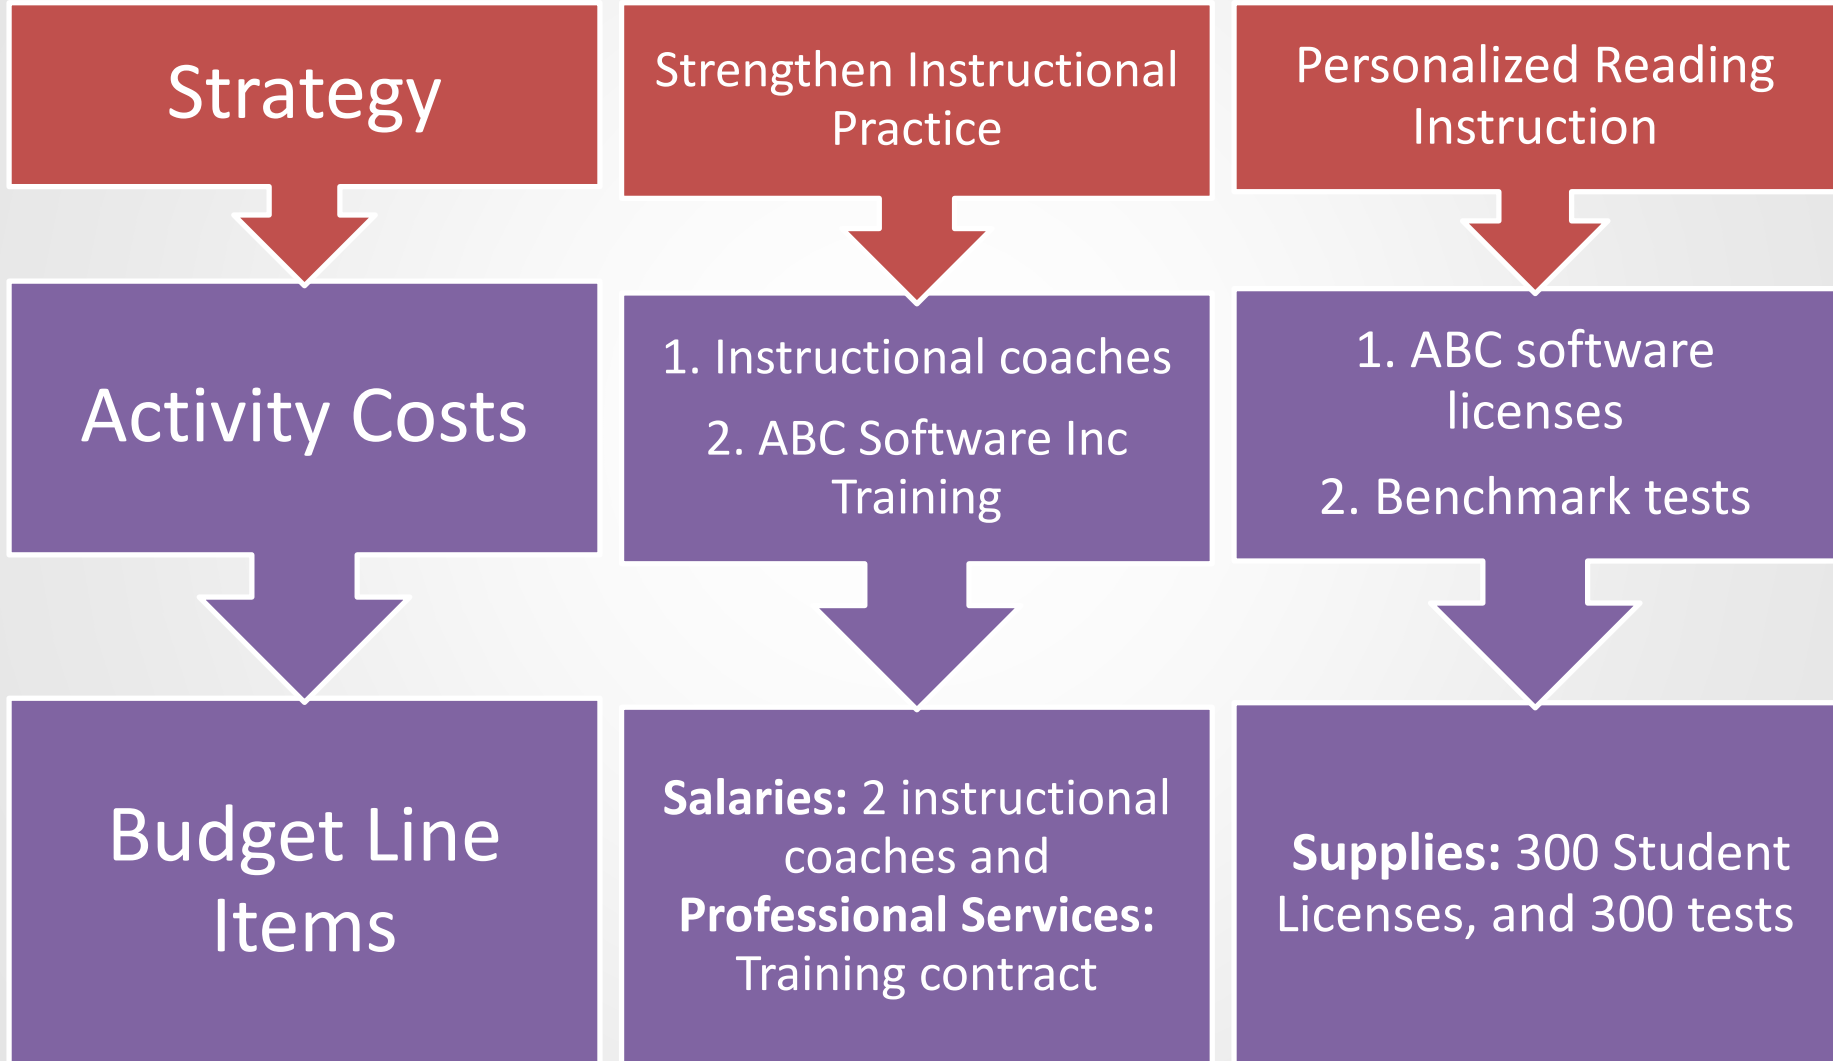 Strategy
Strengthen Instructional
Practice
Personalized Reading
Instruction
Activity Costs
1. Instructional coaches
2. ABC Software Inc
Training
1. ABC software
licenses
2. Benchmark tests
Budget Line
Items
Salaries: 2 instructional
coaches and
Professional Services:
Training contract
Supplies: 300 Student
Licenses, and 300 tests